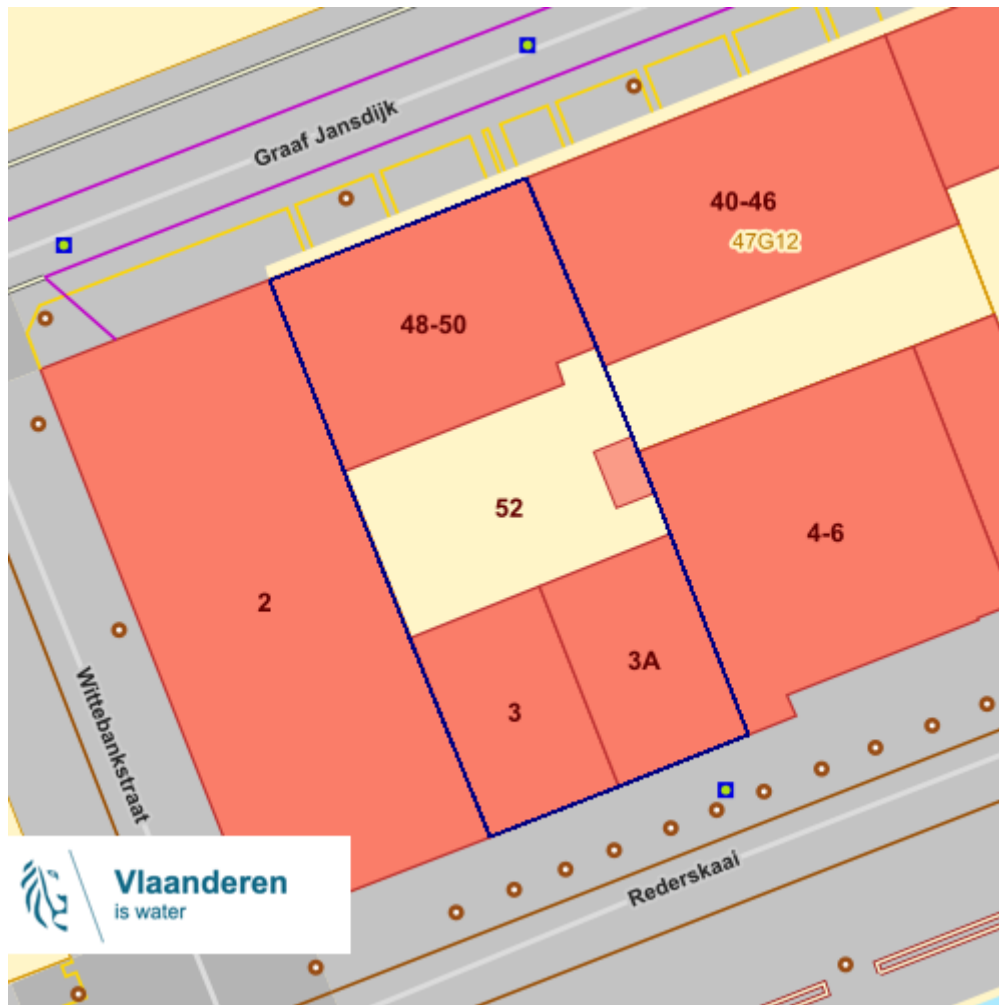 Graaf Jansdijk
40-46
47G12
48-50
52
4-6
2
3A
3
Wittebankstraat
Rederskaai
Vlaanderen
is water